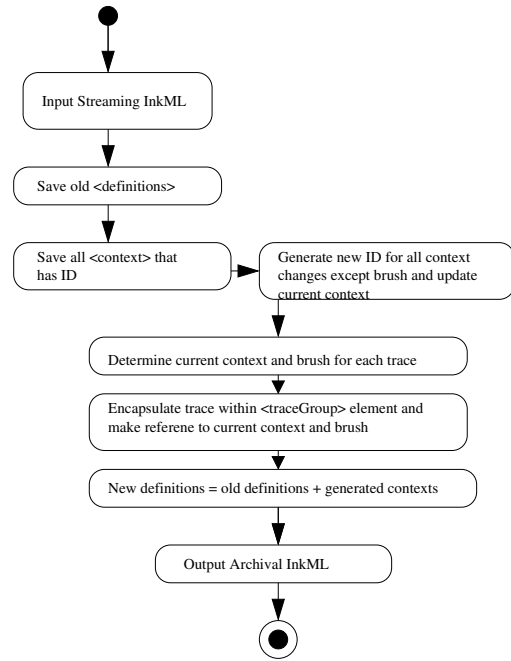 Input Streaming InkML
Save old <definitions>
Save all <context> that
has ID
Generate new ID for all context
changes except brush and update
current context
Determine current context and brush for each trace
Encapsulate trace within <traceGroup> element and
make referene to current context and brush
New definitions = old definitions + generated contexts
Output Archival InkML